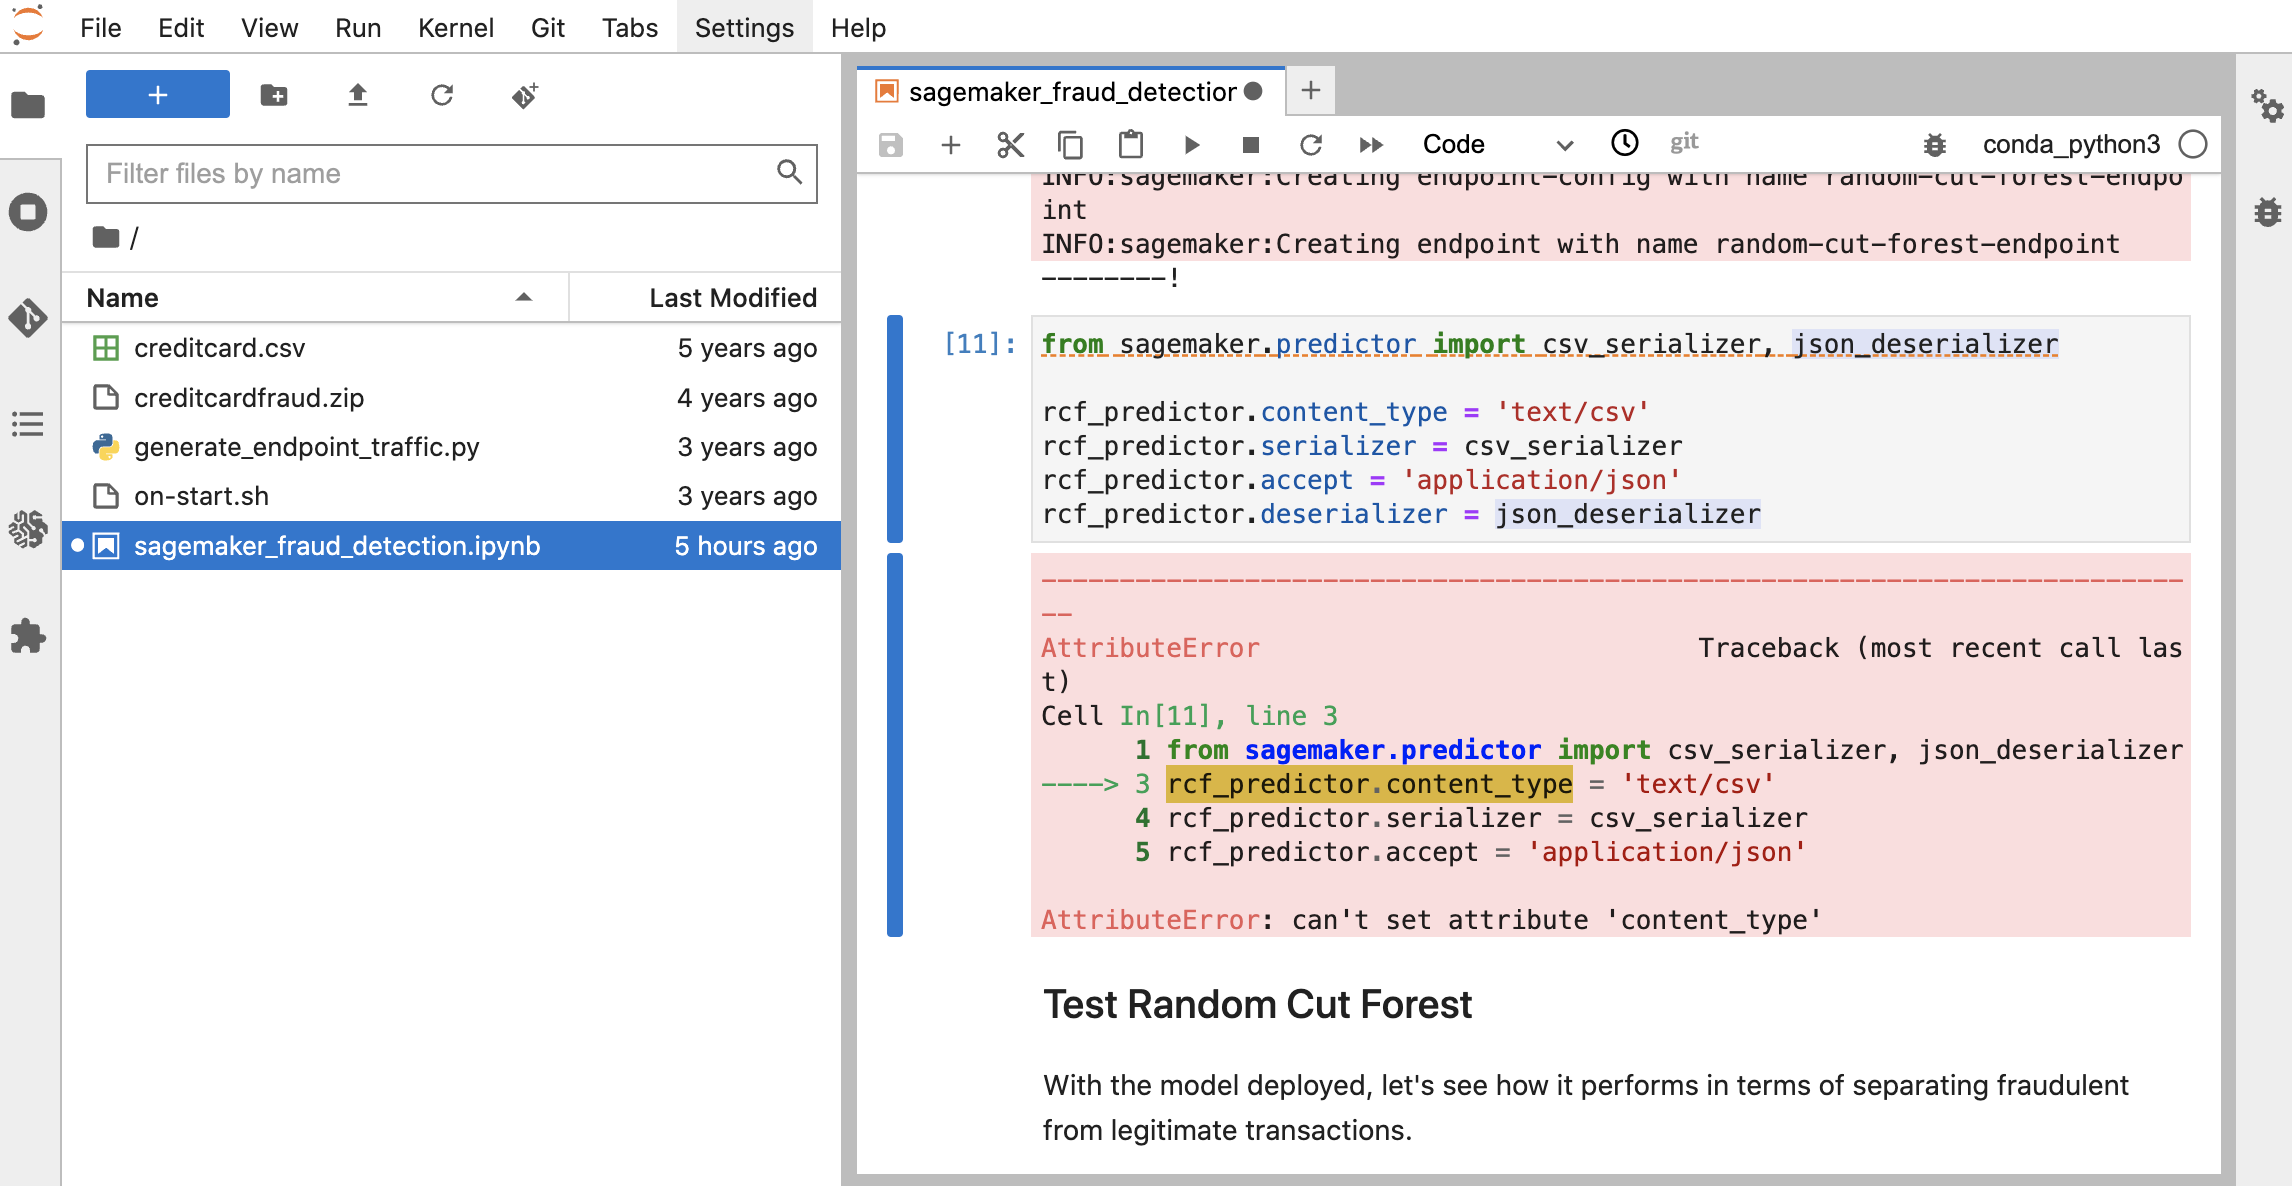 File Edit View Run Kernel Git Tabs Settings Help
Filter files by name
/
Name Last Modified
creditcard.csv 5 years ago
creditcardfraud.zip 4 years ago
generate_endpoint_traffic.py 3 years ago
on-start.sh 3 years ago
sagemaker_fraud_detection.ipynb 5 hours ago
sagemaker_fraud_detection
Code git conda_python3
INFO:sagemaker:Creating endpoint-config with name random-cut-forest-endpo
int
INFO:sagemaker:Creating endpoint with name random-cut-forest-endpoint
--------!
[11]: from sagemaker.predictor import csv_serializer, json_deserializer
rcf_predictor.content_type = 'text/csv'
rcf_predictor.serializer = csv_serializer
rcf_predictor.accept = 'application/json'
rcf_predictor.deserializer = json_deserializer
-------------------------------------------------------------------------
--
AttributeError                            Traceback (most recent call las
t)
Cell In[11], line 3
      1 from sagemaker.predictor import csv_serializer, json_deserializer
----> 3 rcf_predictor.content_type = 'text/csv'
      4 rcf_predictor.serializer = csv_serializer
      5 rcf_predictor.accept = 'application/json'
AttributeError: can't set attribute 'content_type'
Test Random Cut Forest
With the model deployed, let's see how it performs in terms of separating fraudulent
from legitimate transactions.